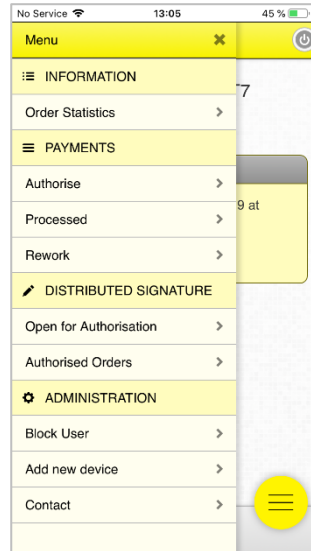 No Service 13:05 45 %
Menu
INFORMATION
7
Order Statistics
PAYMENTS
Authorise
9 at
Processed
Rework
DISTRIBUTED SIGNATURE
Open for Authorisation
Authorised Orders
ADMINISTRATION
Block User
Add new device
Contact